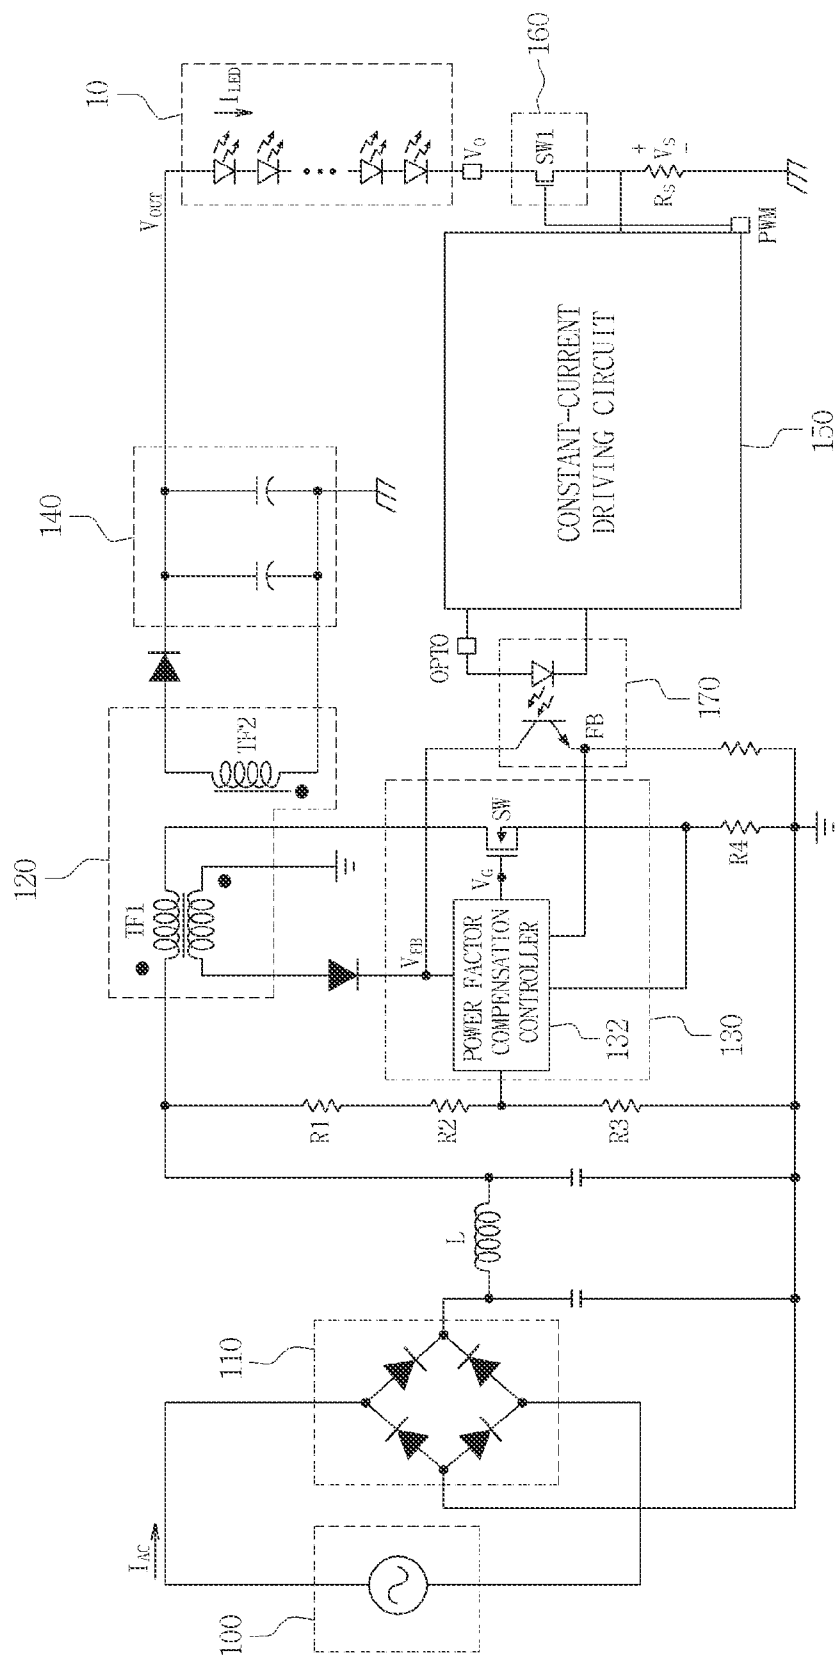 100
I_AC
110
L
R1
R2
R3
120
TF1
TF2
V_FB
POWER FACTOR
COMPENSATION
CONTROLLER
132
130
V_G
SW
R4
FB
170
OPTO
140
V_OUT
CONSTANT-CURRENT
DRIVING CIRCUIT
150
10
I_LED
V_O
160
SW1
PWM
R_S
+
V_S
-